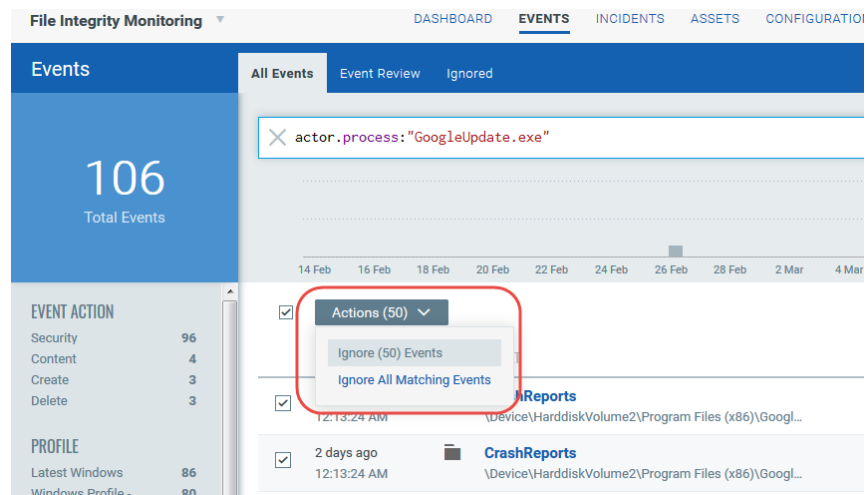 File Integrity Monitoring
DASHBOARD EVENTS INCIDENTS ASSETS CONFIGURATION
Events
All Events Event Review Ignored
actor.process:"GoogleUpdate.exe"
106
Total Events
14 Feb 16 Feb 18 Feb 20 Feb 22 Feb 24 Feb 26 Feb 28 Feb 2 Mar 4 Mar
EVENT ACTION
Security 96
Content 4
Create 3
Delete 3
PROFILE
Latest Windows 86
Windows Profile - 80
Actions (50)
Ignore (50) Events
Ignore All Matching Events
hReports
12:13:24 AM \Device\HarddiskVolume2\Program Files (x86)\Googl...
2 days ago CrashReports
12:13:24 AM \Device\HarddiskVolume2\Program Files (x86)\Googl...